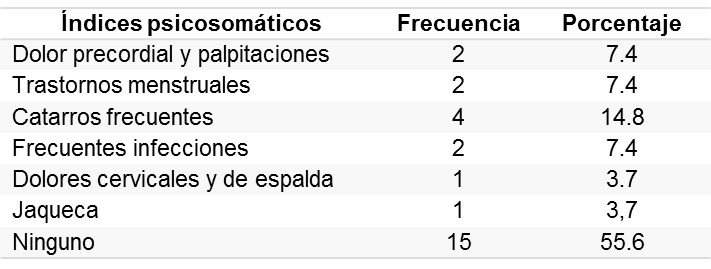 Índices psicosomáticos Frecuencia Porcentaje
Dolor precordial y palpitaciones 2 7.4
Trastornos menstruales 2 7.4
Catarros frecuentes 4 14.8
Frecuentes infecciones 2 7.4
Dolores cervicales y de espalda 1 3.7
Jaqueca 1 3,7
Ninguno 15 55.6